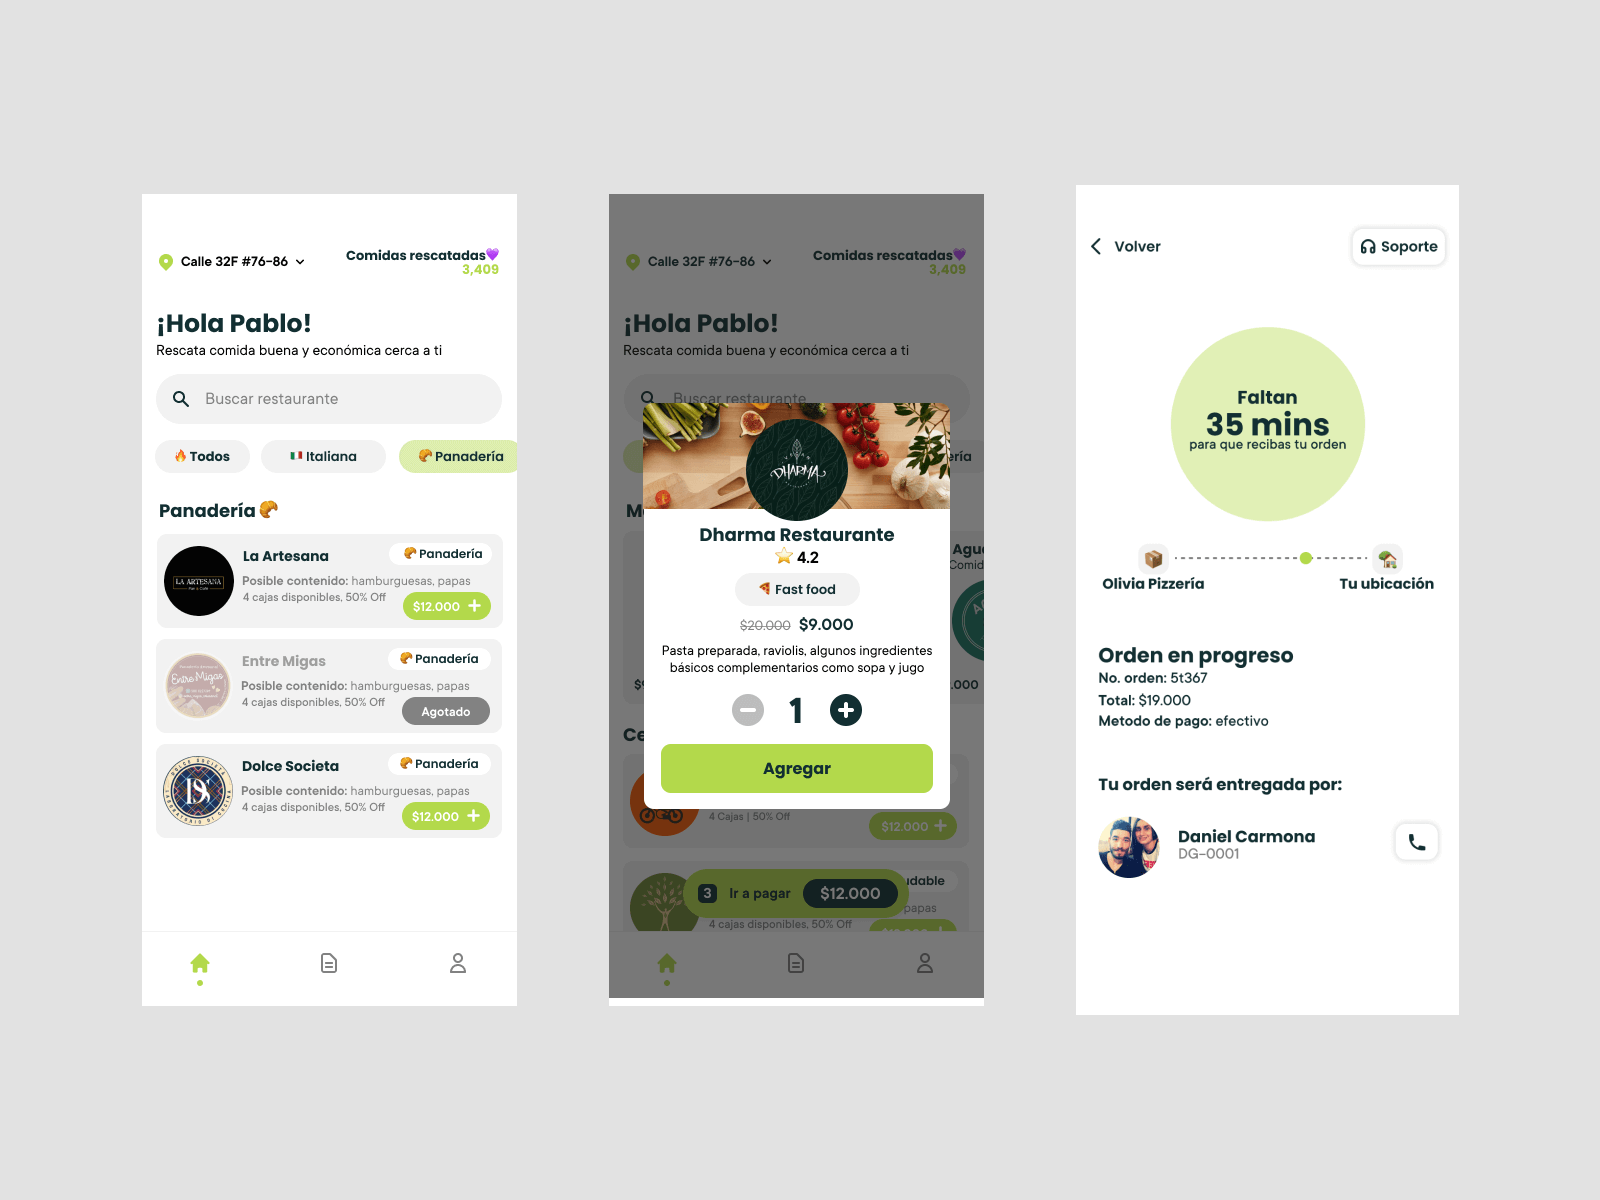 Calle 32F #76-86
Comidas rescatadas💜
3,409
¡Hola Pablo!
Rescata comida buena y económica cerca a ti
Buscar restaurante
🔥 Todos
🇮🇹 Italiana
🥐 Panadería
Panadería 🥐
LA ARTESANA
La Artesana
🥐 Panadería
Posible contenido: hamburguesas, papas
4 cajas disponibles, 50% Off
$12.000 +
Entre Migas
Entre Migas
🥐 Panadería
Posible contenido: hamburguesas, papas
4 cajas disponibles, 50% Off
Agotado
DOLCE SOCIETA
DS
Dolce Societa
🥐 Panadería
Posible contenido: hamburguesas, papas
4 cajas disponibles, 50% Off
$12.000 +
Calle 32F #76-86
Comidas rescatadas💜
3,409
¡Hola Pablo!
Rescata comida buena y económica cerca a ti
Buscar restaurante
DHARMA
Dharma Restaurante
⭐ 4.2
🍕 Fast food
$20.000 $9.000
Pasta preparada, raviolis, algunos ingredientes
básicos complementarios como sopa y jugo
1
Agregar
4 Cajas | 50% Off
$12.000 +
3 Ir a pagar $12.000
papas
4 cajas disponibles, 50% Off
Volver
Soporte
Faltan
35 mins
para que recibas tu orden
Olivia Pizzería
Tu ubicación
Orden en progreso
No. orden: 5t367
Total: $19.000
Metodo de pago: efectivo
Tu orden será entregada por:
Daniel Carmona
DG-0001